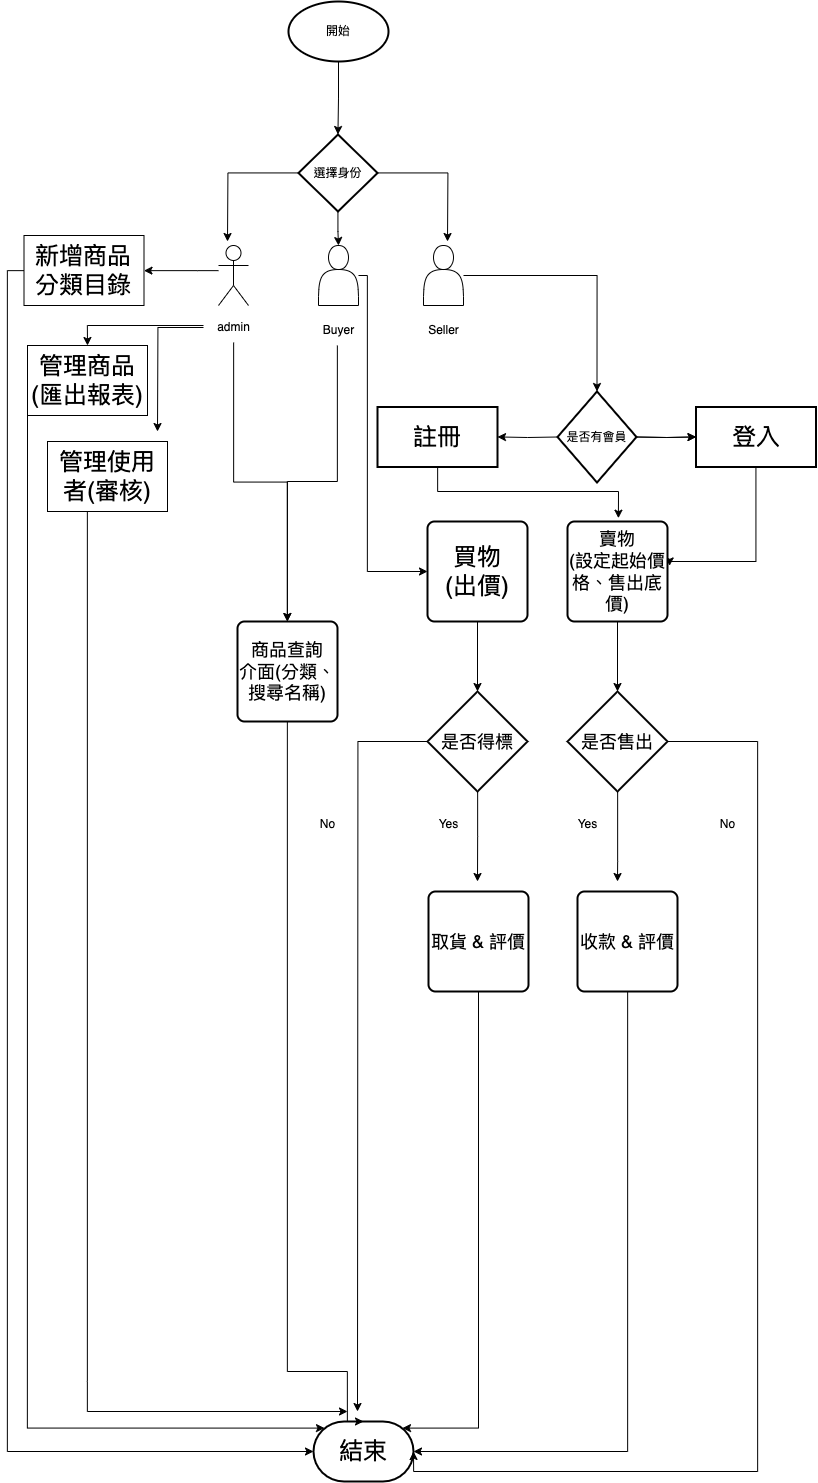 開始
選擇身份
新增商品
分類目錄
admin
Buyer
Seller
管理商品
(匯出報表)
管理使用
者(審核)
註冊
是否有會員
登入
買物
(出價)
賣物
(設定起始價
格、售出底
價)
商品查詢
介面(分類、
搜尋名稱)
是否得標
是否售出
No
Yes
Yes
No
取貨 & 評價
收款 & 評價
結束